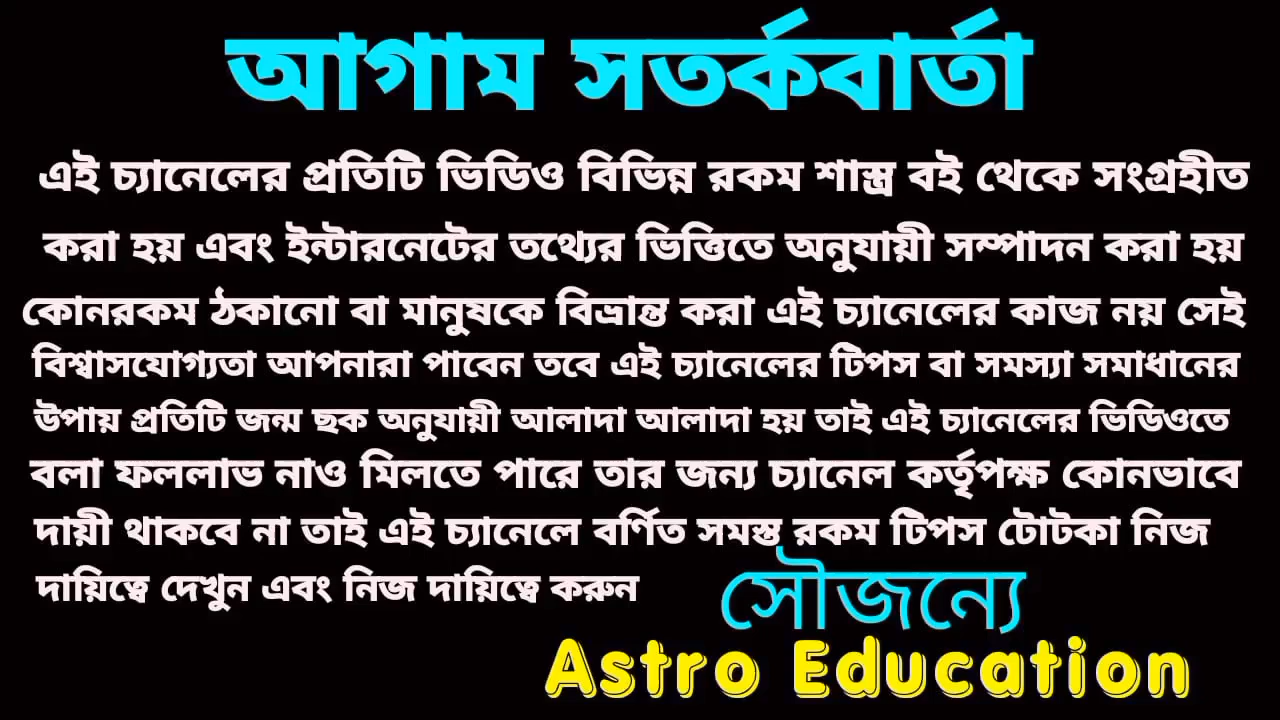 আগাম সতর্কবার্তা
এই চ্যানেলের প্রতিটি ভিডিও বিভিন্ন রকম শাস্ত্র বই থেকে সংগ্রহীত
করা হয় এবং ইন্টারনেটের তথ্যের ভিত্তিতে অনুযায়ী সম্পাদন করা হয়
কোনরকম ঠকানো বা মানুষকে বিভ্রান্ত করা এই চ্যানেলের কাজ নয় সেই
বিশ্বাসযোগ্যতা আপনারা পাবেন তবে এই চ্যানেলের টিপস বা সমস্যা সমাধানের
উপায় প্রতিটি জন্ম ছক অনুযায়ী আলাদা আলাদা হয় তাই এই চ্যানেলের ভিডিওতে
বলা ফললাভ নাও মিলতে পারে তার জন্য চ্যানেল কর্তৃপক্ষ কোনভাবে
দায়ী থাকবে না তাই এই চ্যানেলে বর্ণিত সমস্ত রকম টিপস টোটকা নিজ
দায়িত্বে দেখুন এবং নিজ দায়িত্বে করুন
সৌজন্যে
Astro Education